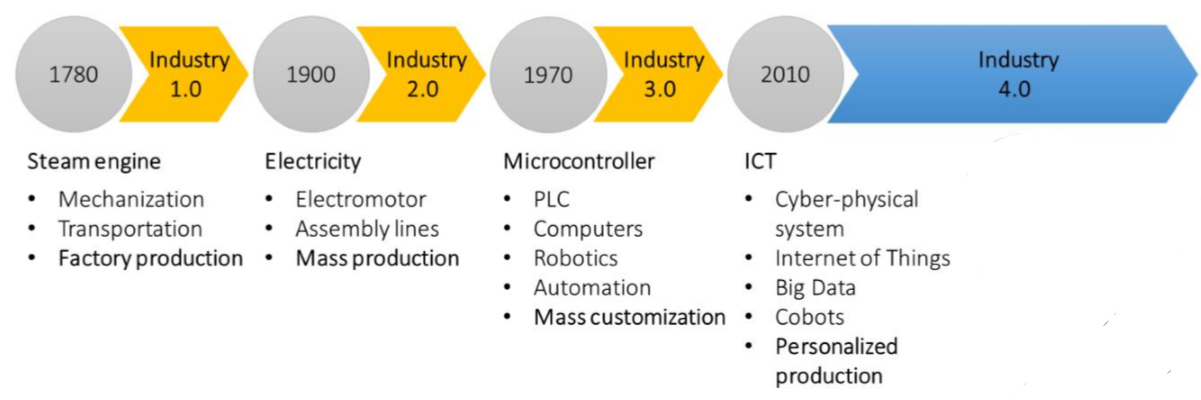 1780
Industry
1.0
1900
Industry
2.0
1970
Industry
3.0
2010
Industry
4.0
Steam engine
• Mechanization
• Transportation
• Factory production
Electricity
• Electromotor
• Assembly lines
• Mass production
Microcontroller
• PLC
• Computers
• Robotics
• Automation
• Mass customization
ICT
• Cyber-physical
system
• Internet of Things
• Big Data
• Cobots
• Personalized
production